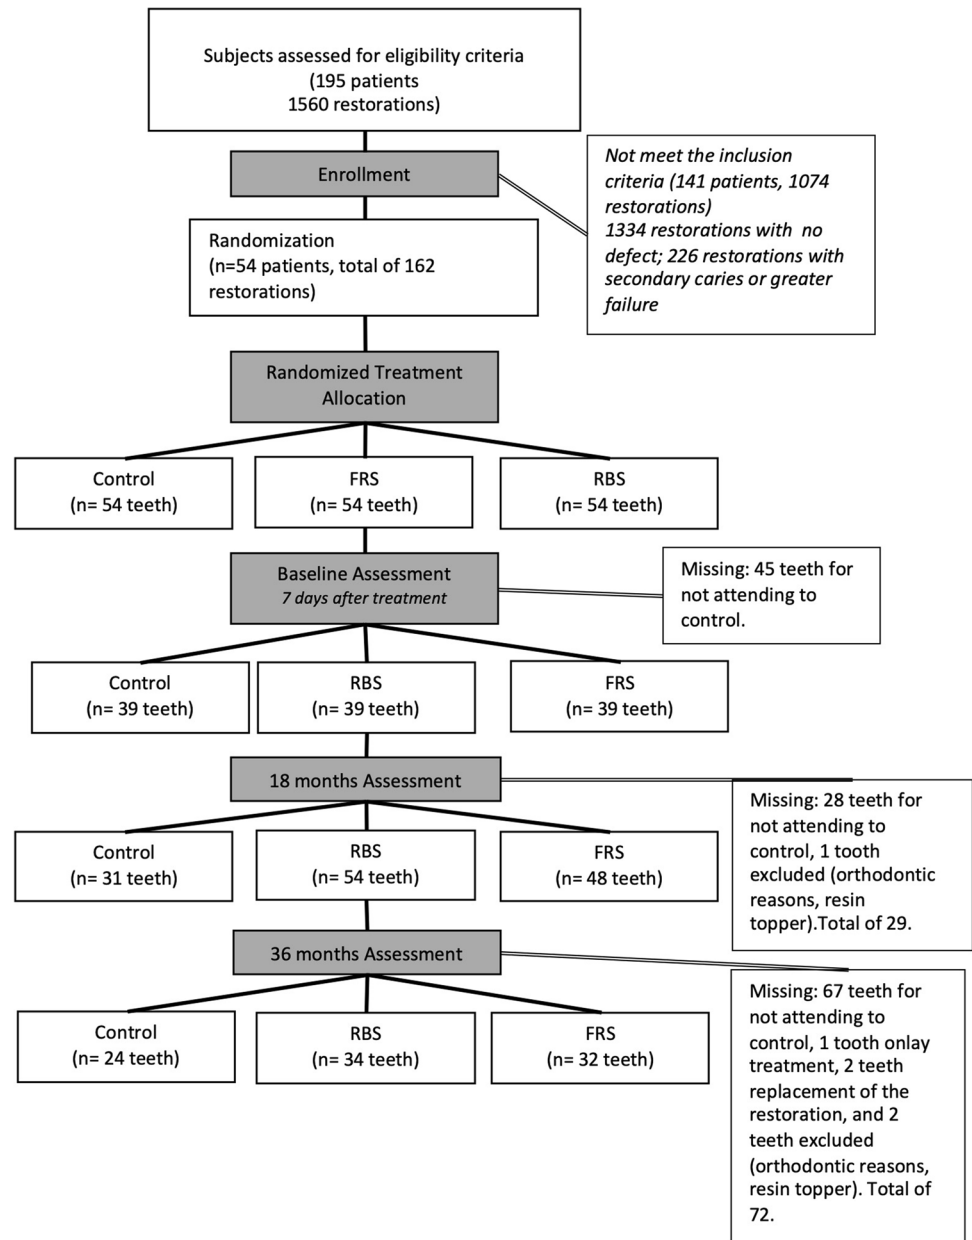 Subjects assessed for eligibility criteria
(195 patients
1560 restorations)
Enrollment
Not meet the inclusion
criteria (141 patients, 1074
restorations)
1334 restorations with no
defect; 226 restorations with
secondary caries or greater
failure
Randomization
(n=54 patients, total of 162
restorations)
Randomized Treatment
Allocation
Control
(n= 54 teeth)
FRS
(n= 54 teeth)
RBS
(n= 54 teeth)
Baseline Assessment
7 days after treatment
Missing: 45 teeth for
not attending to
control.
Control
(n= 39 teeth)
RBS
(n= 39 teeth)
FRS
(n= 39 teeth)
18 months Assessment
Missing: 28 teeth for
not attending to
control, 1 tooth
excluded (orthodontic
reasons, resin
topper).Total of 29.
Control
(n= 31 teeth)
RBS
(n= 54 teeth)
FRS
(n= 48 teeth)
36 months Assessment
Missing: 67 teeth for
not attending to
control, 1 tooth onlay
treatment, 2 teeth
replacement of the
restoration, and 2
teeth excluded
(orthodontic reasons,
resin topper). Total of
72.
Control
(n= 24 teeth)
RBS
(n= 34 teeth)
FRS
(n= 32 teeth)